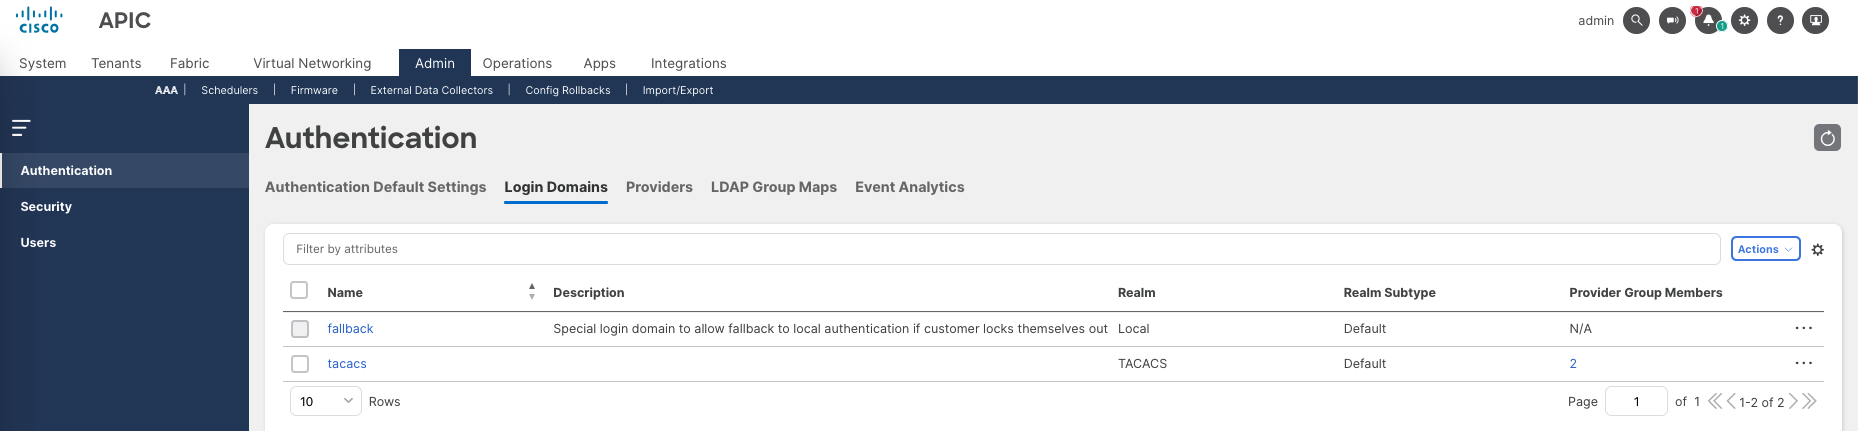 CISCO APIC admin 1 1 ?
System Tenants Fabric Virtual Networking Admin Operations Apps Integrations
AAA | Schedulers | Firmware | External Data Collectors | Config Rollbacks | Import/Export
Authentication
Security
Users
Authentication
Authentication Default Settings Login Domains Providers LDAP Group Maps Event Analytics
Filter by attributes Actions
Name Description Realm Realm Subtype Provider Group Members
fallback Special login domain to allow fallback to local authentication if customer locks themselves out Local Default N/A ...
tacacs TACACS Default 2 ...
10 Rows Page 1 of 1 1-2 of 2